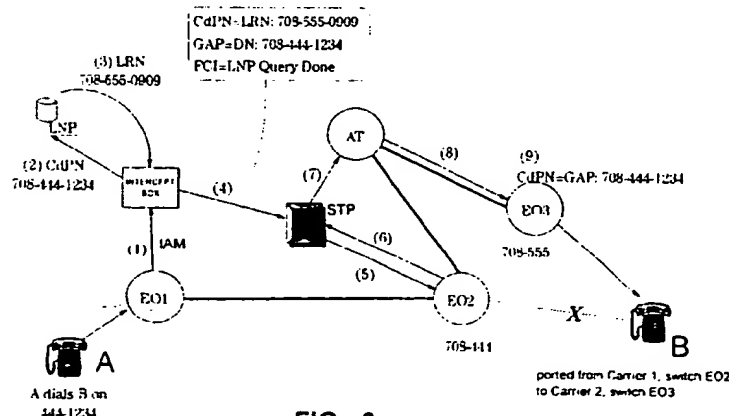 CdPN=LRN: 708-555-0909
GAP=DN: 708-444-1234
FCI=LNP Query Done
(3) LRN
708-555-0909
LNP
(2) CdPN
708-444-1234
INTERCEPT
BOX
(4)
STP
AT
(7)
(8)
(9)
CdPN=GAP: 708-444-1234
EO3
708-555
(1)
IAM
(6)
(5)
EO1
EO2
708-444
X
A
A dials B on
444-1234
B
ported from Carrier 1, switch EO2
to Carrier 2, switch EO3